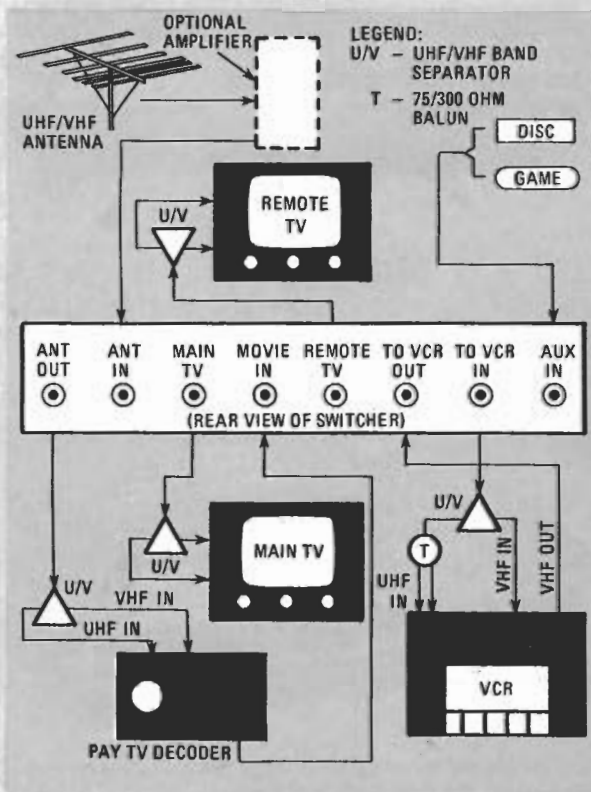 OPTIONAL
AMPLIFIER
LEGEND:
U/V – UHF/VHF BAND
SEPARATOR
T – 75/300 OHM
BALUN
UHF/VHF
ANTENNA
DISC
GAME
U/V
REMOTE
TV
ANT
OUT
ANT
IN
MAIN
TV
MOVIE
IN
REMOTE
TV
TO VCR
OUT
TO VCR
IN
AUX
IN
(REAR VIEW OF SWITCHER)
U/V
MAIN TV
U/V
T
UHF
IN
VHF IN
VHF OUT
U/V
VHF IN
UHF IN
VCR
PAY TV DECODER